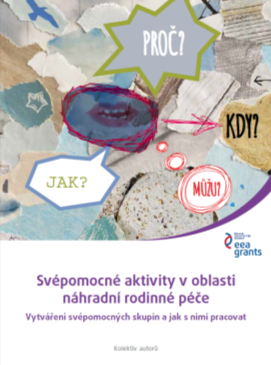 PROČ?
KDY?
JAK?
MŮŽU?
eea
grants
Svépomocné aktivity v oblasti
náhradní rodinné péče
Vytváření svépomocných skupin a jak s nimi pracovat
Kolektiv autorů